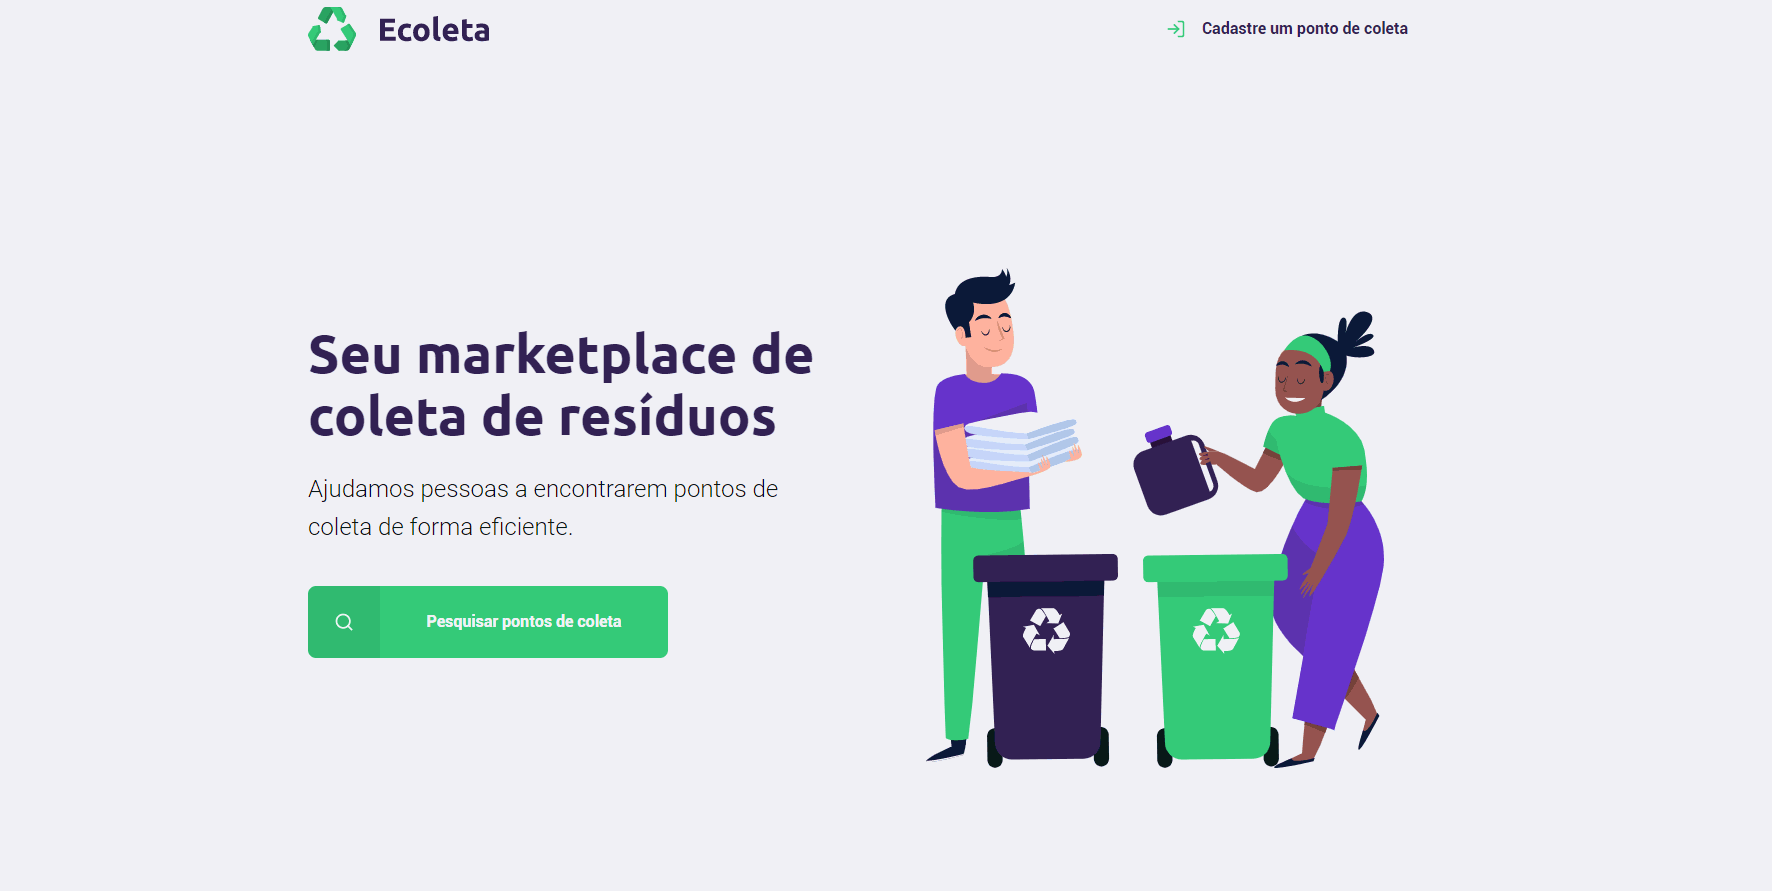 Ecoleta
Cadastre um ponto de coleta
Seu marketplace de
coleta de resíduos
Ajudamos pessoas a encontrarem pontos de
coleta de forma eficiente.
Pesquisar pontos de coleta